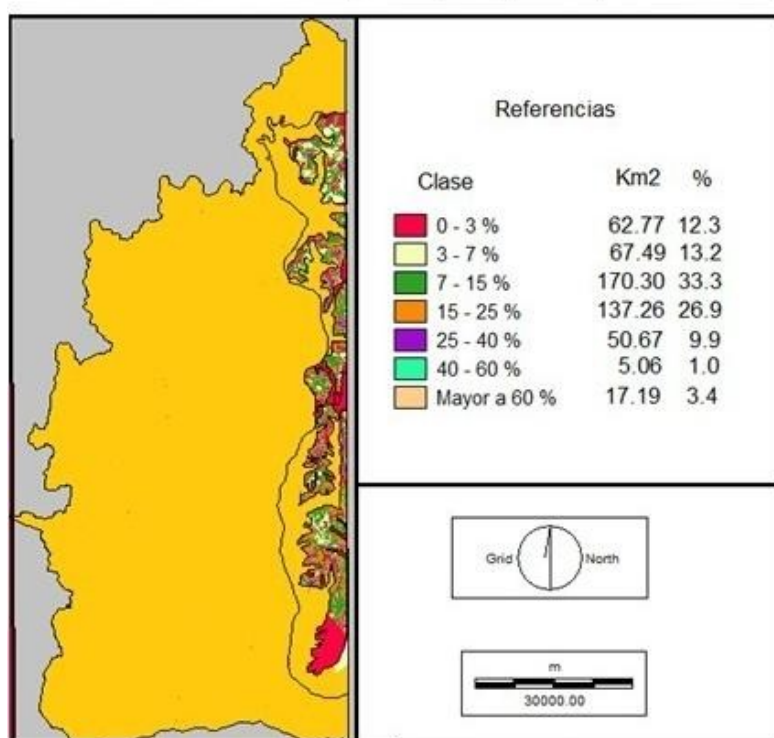 Referencias
Clase Km2 %
0 - 3 % 62.77 12.3
3 - 7 % 67.49 13.2
7 - 15 % 170.30 33.3
15 - 25 % 137.26 26.9
25 - 40 % 50.67 9.9
40 - 60 % 5.06 1.0
Mayor a 60 % 17.19 3.4
Grid North
m
30000.00